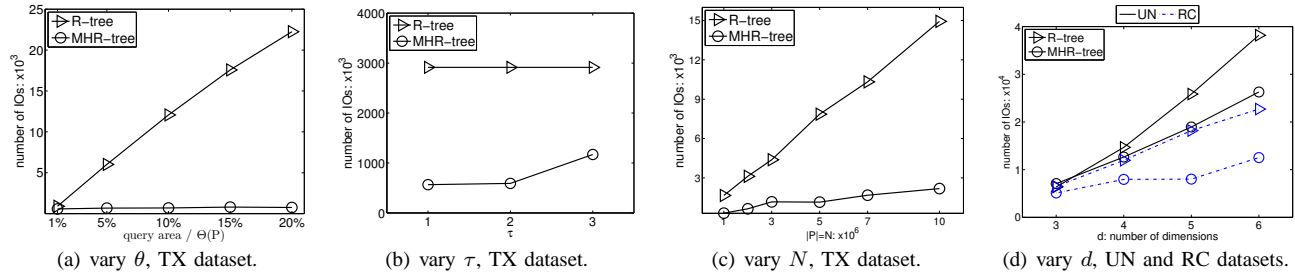 number of IOs: x10³
25
20
15
10
5
1% 5% 10% 15% 20%
query area / Θ(P)
R−tree
MHR−tree
(a) vary θ, TX dataset.
number of IOs: x10³
4000
3000
2000
1000
0
1 2 3
τ
R−tree
MHR−tree
(b) vary τ, TX dataset.
number of IOs: x10³
15
12
9
6
3
1 3 5 7 10
|P|=N: x10⁶
R−tree
MHR−tree
(c) vary N, TX dataset.
UN RC
number of IOs: x10⁴
4
3
2
1
0
3 4 5 6
d: number of dimensions
R−tree
MHR−tree
(d) vary d, UN and RC datasets.